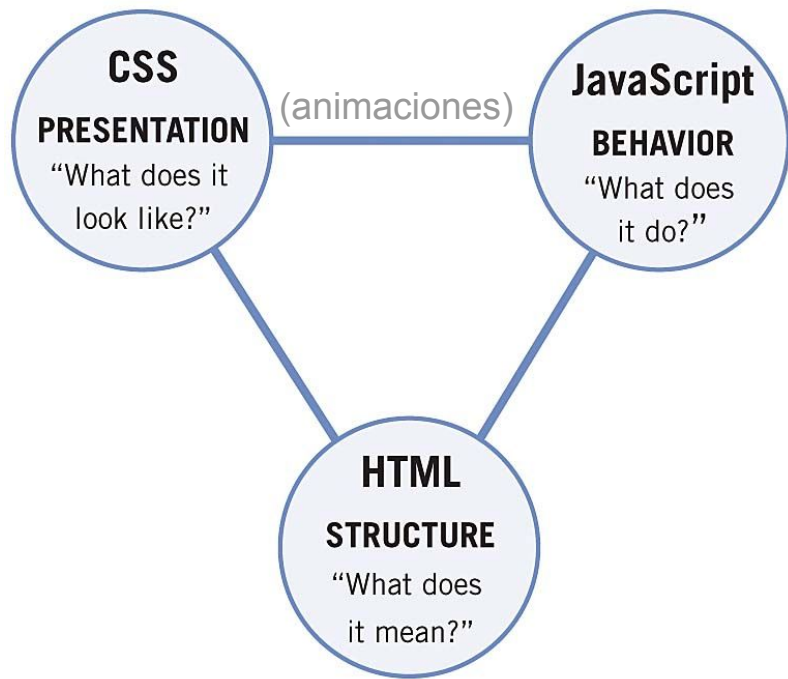 CSS
PRESENTATION
“What does it
look like?”
(animaciones)
JavaScript
BEHAVIOR
“What does
it do?”
HTML
STRUCTURE
“What does
it mean?”